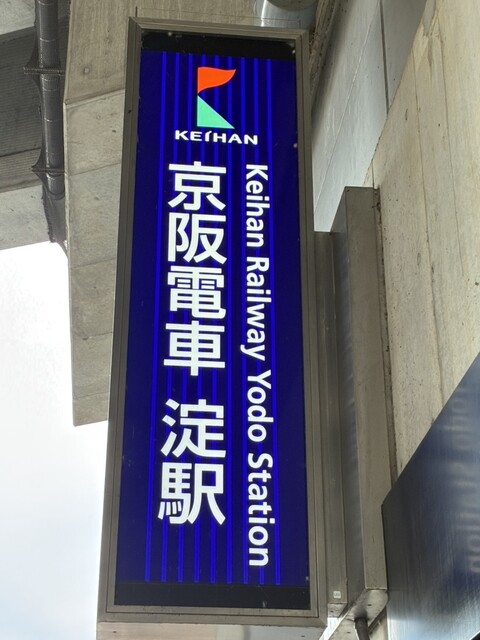 KEIHAN
京阪電車 淀駅
Keihan Railway Yodo Station